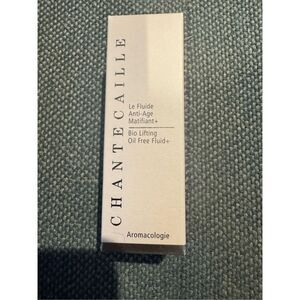 CHANTECAILLE
Le Fluide
Anti-Age
Matifiant+
Bio Lifting
Oil Free Fluid+
Aromacologie